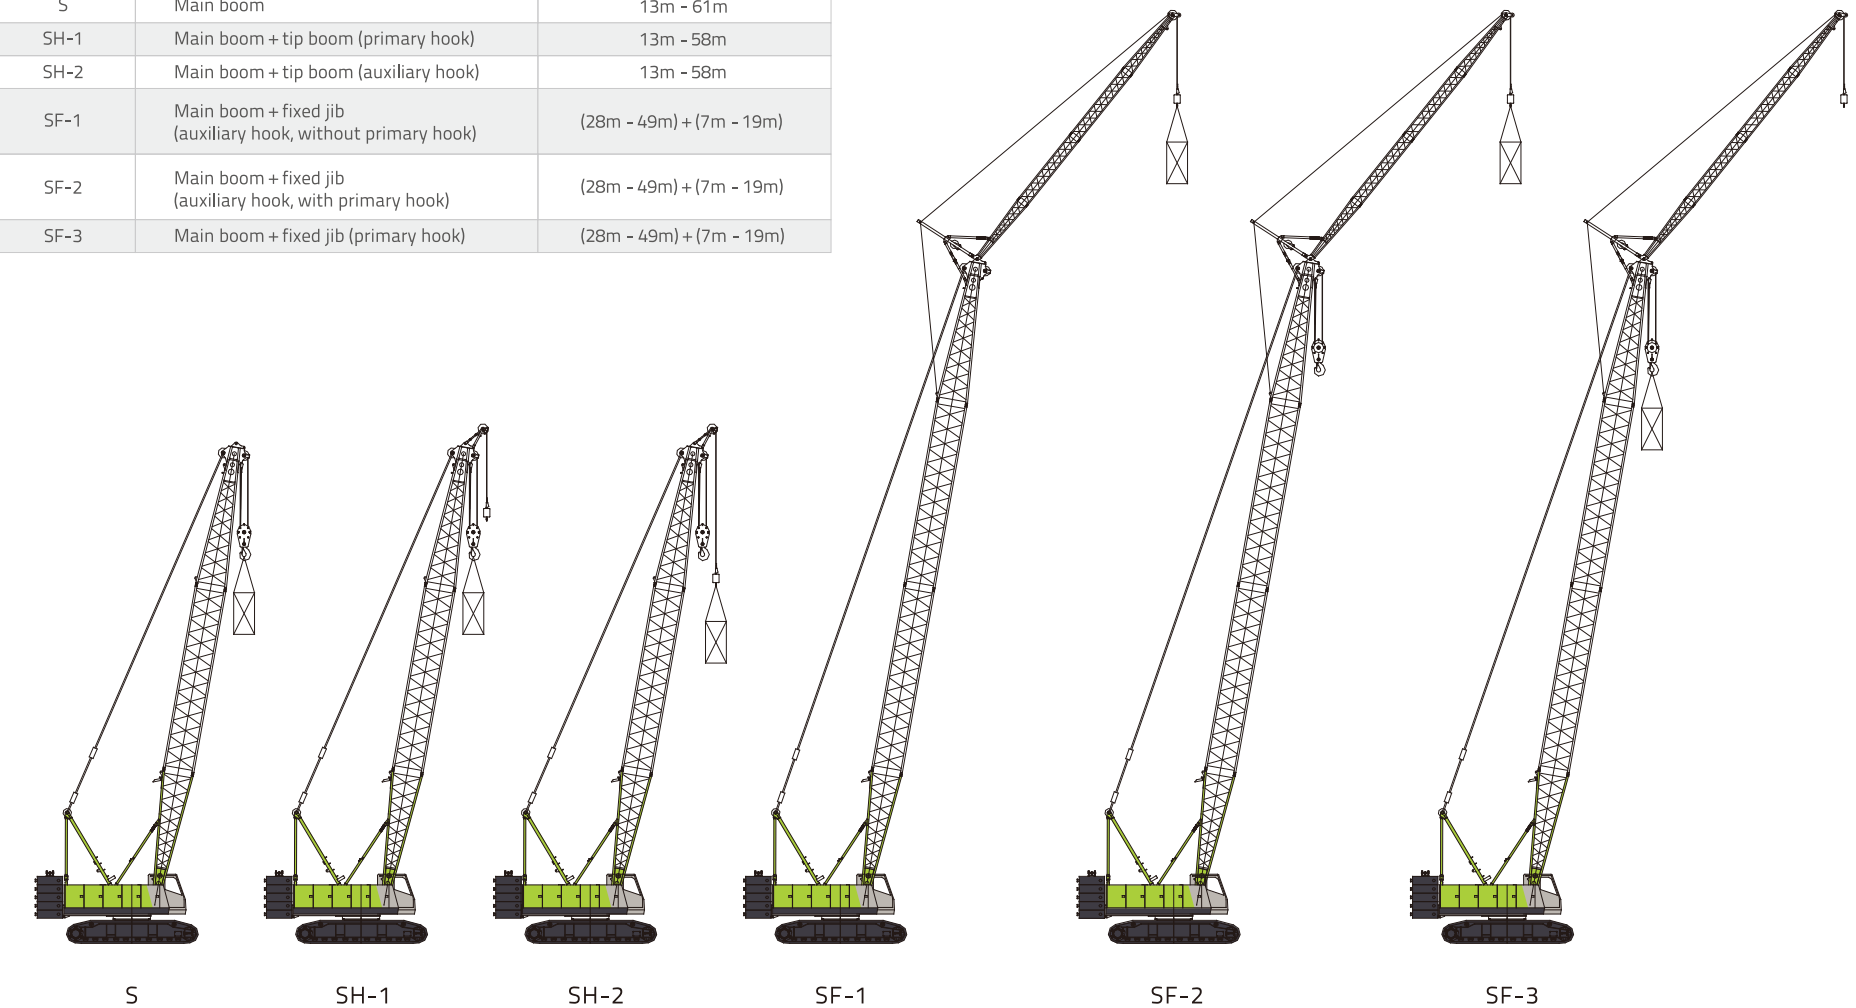 S Main boom 13m - 61m
SH-1 Main boom + tip boom (primary hook) 13m - 58m
SH-2 Main boom + tip boom (auxiliary hook) 13m - 58m
SF-1 Main boom + fixed jib
(auxiliary hook, without primary hook) (28m - 49m) + (7m - 19m)
SF-2 Main boom + fixed jib
(auxiliary hook, with primary hook) (28m - 49m) + (7m - 19m)
SF-3 Main boom + fixed jib (primary hook) (28m - 49m) + (7m - 19m)
S SH-1 SH-2 SF-1 SF-2 SF-3